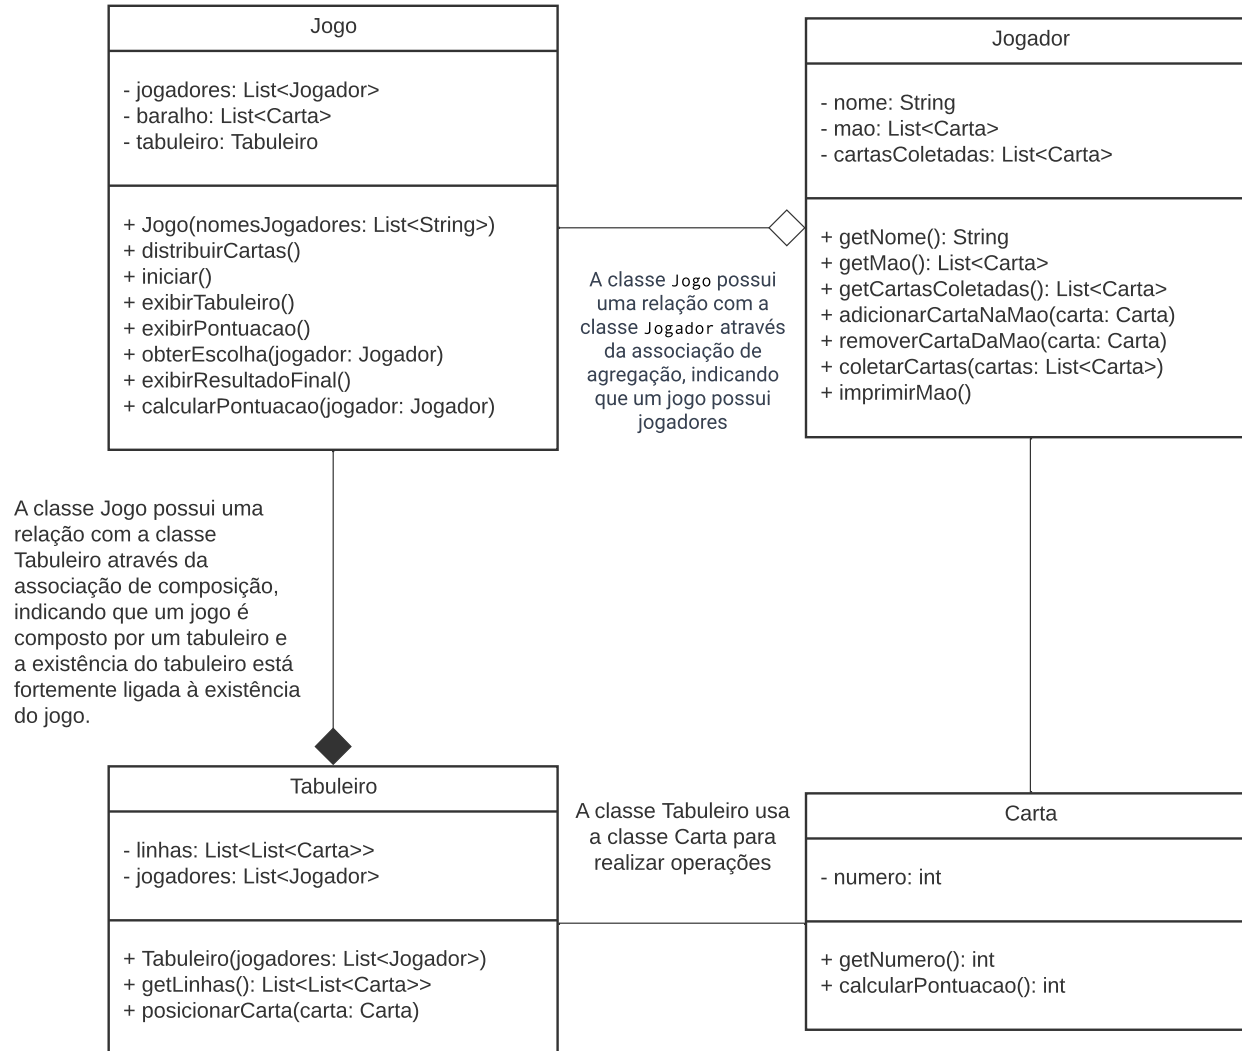 Jogo
- jogadores: List<Jogador>
- baralho: List<Carta>
- tabuleiro: Tabuleiro
+ Jogo(nomesJogadores: List<String>)
+ distribuirCartas()
+ iniciar()
+ exibirTabuleiro()
+ exibirPontuacao()
+ obterEscolha(jogador: Jogador)
+ exibirResultadoFinal()
+ calcularPontuacao(jogador: Jogador)
A classe Jogo possui
uma relação com a
classe Jogador através
da associação de
agregação, indicando
que um jogo possui
jogadores
Jogador
- nome: String
- mao: List<Carta>
- cartasColetadas: List<Carta>
+ getNome(): String
+ getMao(): List<Carta>
+ getCartasColetadas(): List<Carta>
+ adicionarCartaNaMao(carta: Carta)
+ removerCartaDaMao(carta: Carta)
+ coletarCartas(cartas: List<Carta>)
+ imprimirMao()
A classe Jogo possui uma
relação com a classe
Tabuleiro através da
associação de composição,
indicando que um jogo é
composto por um tabuleiro e
a existência do tabuleiro está
fortemente ligada à existência
do jogo.
Tabuleiro
- linhas: List<List<Carta>>
- jogadores: List<Jogador>
+ Tabuleiro(jogadores: List<Jogador>)
+ getLinhas(): List<List<Carta>>
+ posicionarCarta(carta: Carta)
A classe Tabuleiro usa
a classe Carta para
realizar operações
Carta
- numero: int
+ getNumero(): int
+ calcularPontuacao(): int